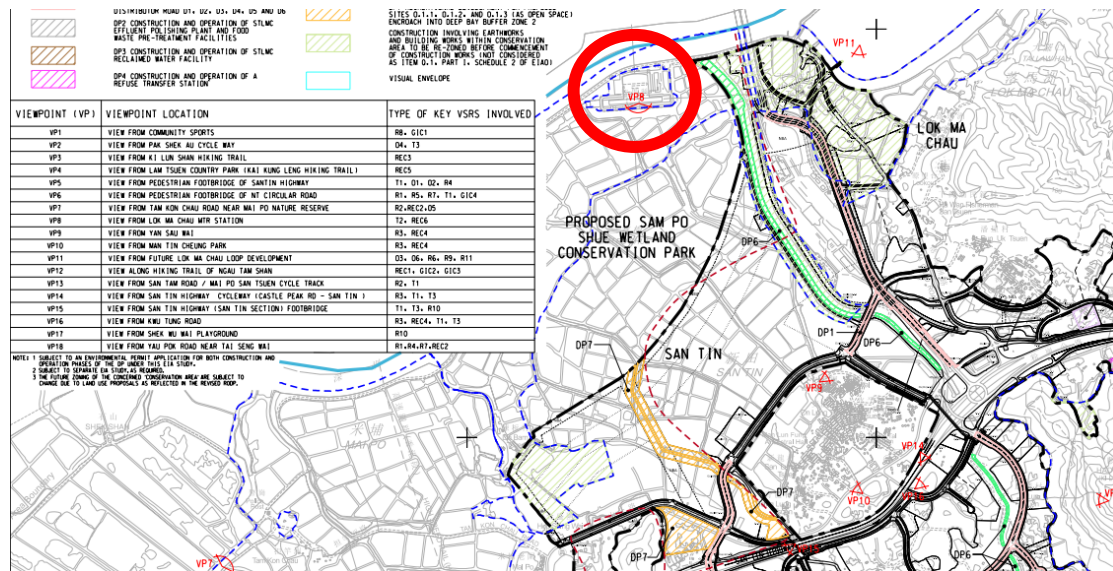 DISTRIBUTOR ROAD D1, D2, D3, D4, D5 AND D6
DP2 CONSTRUCTION AND OPERATION OF STLMC
EFFLUENT POLISHING PLANT AND FOOD
WASTE PRE-TREATMENT FACILITIES
DP3 CONSTRUCTION AND OPERATION OF STLMC
RECLAIMED WATER FACILITY
DP4 CONSTRUCTION AND OPERATION OF A
REFUSE TRANSFER STATION
SITES O.1.1, O.1.2, AND O.1.3 (AS OPEN SPACE)
ENCROACH INTO DEEP BAY BUFFER ZONE 2
CONSTRUCTION INVOLVING EARTHWORKS
AND BUILDING WORKS WITHIN CONSERVATION
AREA TO BE RE-ZONED BEFORE COMMENCEMENT
OF CONSTRUCTION WORKS (NOT CONSIDERED
AS ITEM Q.1, PART I, SCHEDULE 2 OF EIAO)
VISUAL ENVELOPE
VIEWPOINT (VP) VIEWPOINT LOCATION TYPE OF KEY VSRS INVOLVED
VP1 VIEW FROM COMMUNITY SPORTS R8, GIC1
VP2 VIEW FROM PAK SHEK AU CYCLE WAY O4, T3
VP3 VIEW FROM KI LUN SHAN HIKING TRAIL REC3
VP4 VIEW FROM LAM TSUEN COUNTRY PARK (KAI KUNG LENG HIKING TRAIL) REC5
VP5 VIEW FROM PEDESTRIAN FOOTBRIDGE OF SANTIN HIGHWAY T1, O1, O2, R4
VP6 VIEW FROM PEDESTRIAN FOOTBRIDGE OF NT CIRCULAR ROAD R1, R5, R7, T1, GIC4
VP7 VIEW FROM TAM KON CHAU ROAD NEAR MAI PO NATURE RESERVE R2,REC2,O5
VP8 VIEW FROM LOK MA CHAU MTR STATION T2, REC6
VP9 VIEW FROM YAN SAU WAI R3, REC4
VP10 VIEW FROM MAN TIN CHEUNG PARK R3, REC4
VP11 VIEW FROM FUTURE LOK MA CHAU LOOP DEVELOPMENT O3, O6, R6, R9, R11
VP12 VIEW ALONG HIKING TRAIL OF NGAU TAM SHAN REC1, GIC2, GIC3
VP13 VIEW FROM SAN TAM ROAD / MAI PO SAN TSUEN CYCLE TRACK R2, T1
VP14 VIEW FROM SAN TIN HIGHWAY CYCLEWAY (CASTLE PEAK RD - SAN TIN ) R3, T1, T3
VP15 VIEW FROM SAN TIN HIGHWAY (SAN TIN SECTION) FOOTBRIDGE T1, T3, R10
VP16 VIEW FROM KWU TUNG ROAD R3, REC4, T1, T3
VP17 VIEW FROM SHEK WU WAI PLAYGROUND R10
VP18 VIEW FROM YAU POK ROAD NEAR TAI SENG WAI R1,R4,R7,REC2
NOTE: 1 SUBJECT TO AN ENVIRONMENTAL PERMIT APPLICATION FOR BOTH CONSTRUCTION AND
OPERATION PHASES OF THE DP UNDER THIS EIA STUDY.
2 SUBJECT TO SEPARATE EIA STUDY, AS REQUIRED.
3 THE FUTURE ZONING OF THE CONCERNED CONSERVATION AREA ARE SUBJECT TO
CHANGE DUE TO LAND USE PROPOSALS AS REFLECTED IN THE REVISED RODP.
VP8
VP11
LOK MA CHAU
LOK MA
CHAU
PROPOSED SAM PO
SHUE WETLAND
CONSERVATION PARK
DP6
DP1
DP6
DP7
SAN TIN
SAN TIN
VP9
米埔
MAI PO
VP14
VP10
DP7
DP7
DP6
VP7